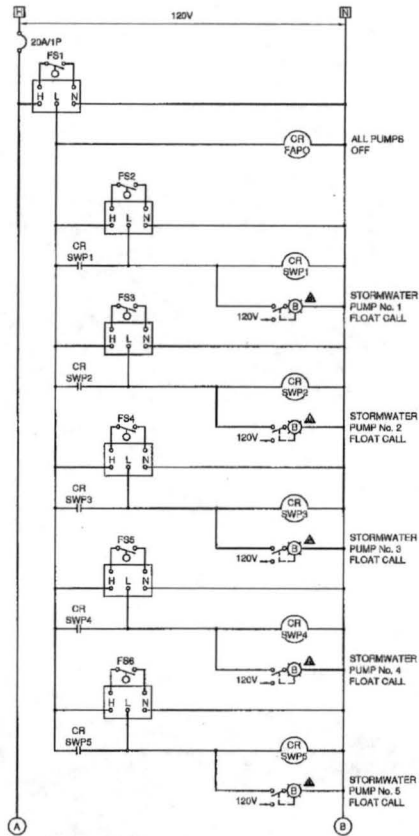 H
120V
N
20A/1P
FS1
H L N
CR
FAPO
ALL PUMPS
OFF
FS2
H L N
CR
SWP1
CR
SWP1
120V
B
STORMWATER
PUMP No. 1
FLOAT CALL
FS3
H L N
CR
SWP2
CR
SWP2
120V
B
STORMWATER
PUMP No. 2
FLOAT CALL
FS4
H L N
CR
SWP3
CR
SWP3
120V
B
STORMWATER
PUMP No. 3
FLOAT CALL
FS5
H L N
CR
SWP4
CR
SWP4
120V
B
STORMWATER
PUMP No. 4
FLOAT CALL
FS6
H L N
CR
SWP5
CR
SWP5
120V
B
STORMWATER
PUMP No. 5
FLOAT CALL
A
B